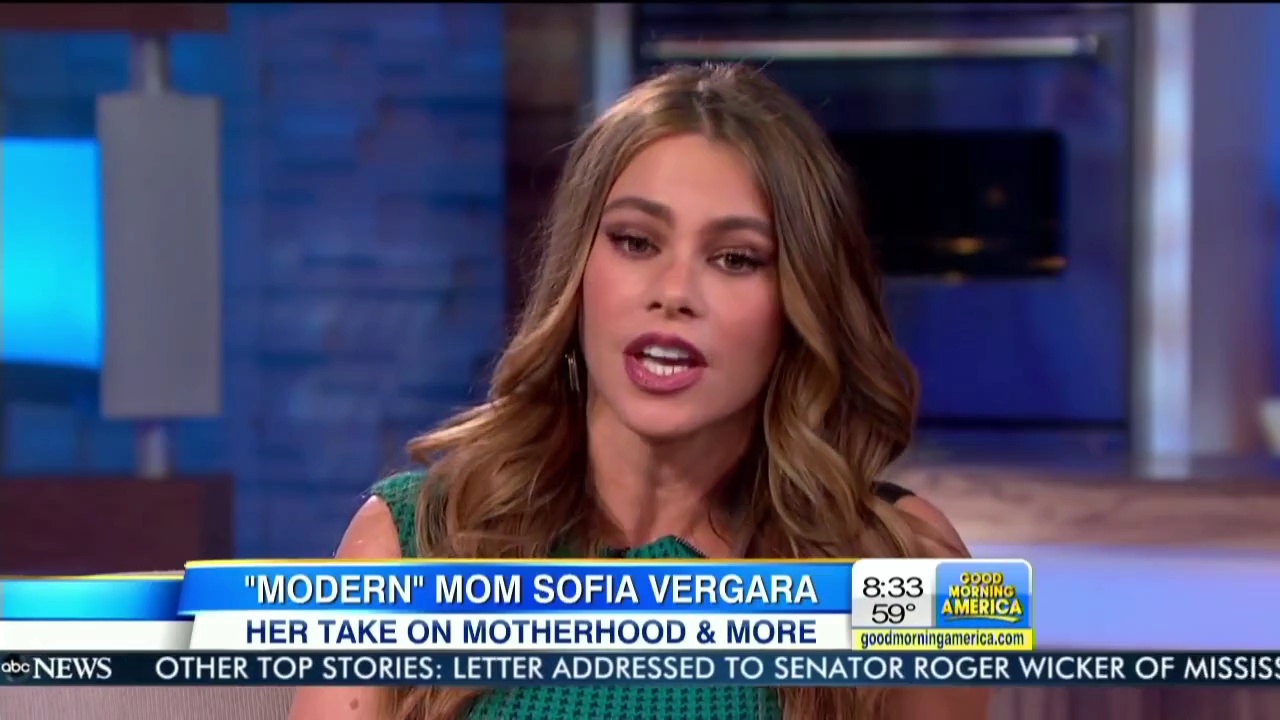 "MODERN" MOM SOFIA VERGARA
HER TAKE ON MOTHERHOOD & MORE
8:33
59°
GOOD
MORNING
AMERICA
goodmorningamerica.com
abc NEWS
OTHER TOP STORIES: LETTER ADDRESSED TO SENATOR ROGER WICKER OF MISSIS